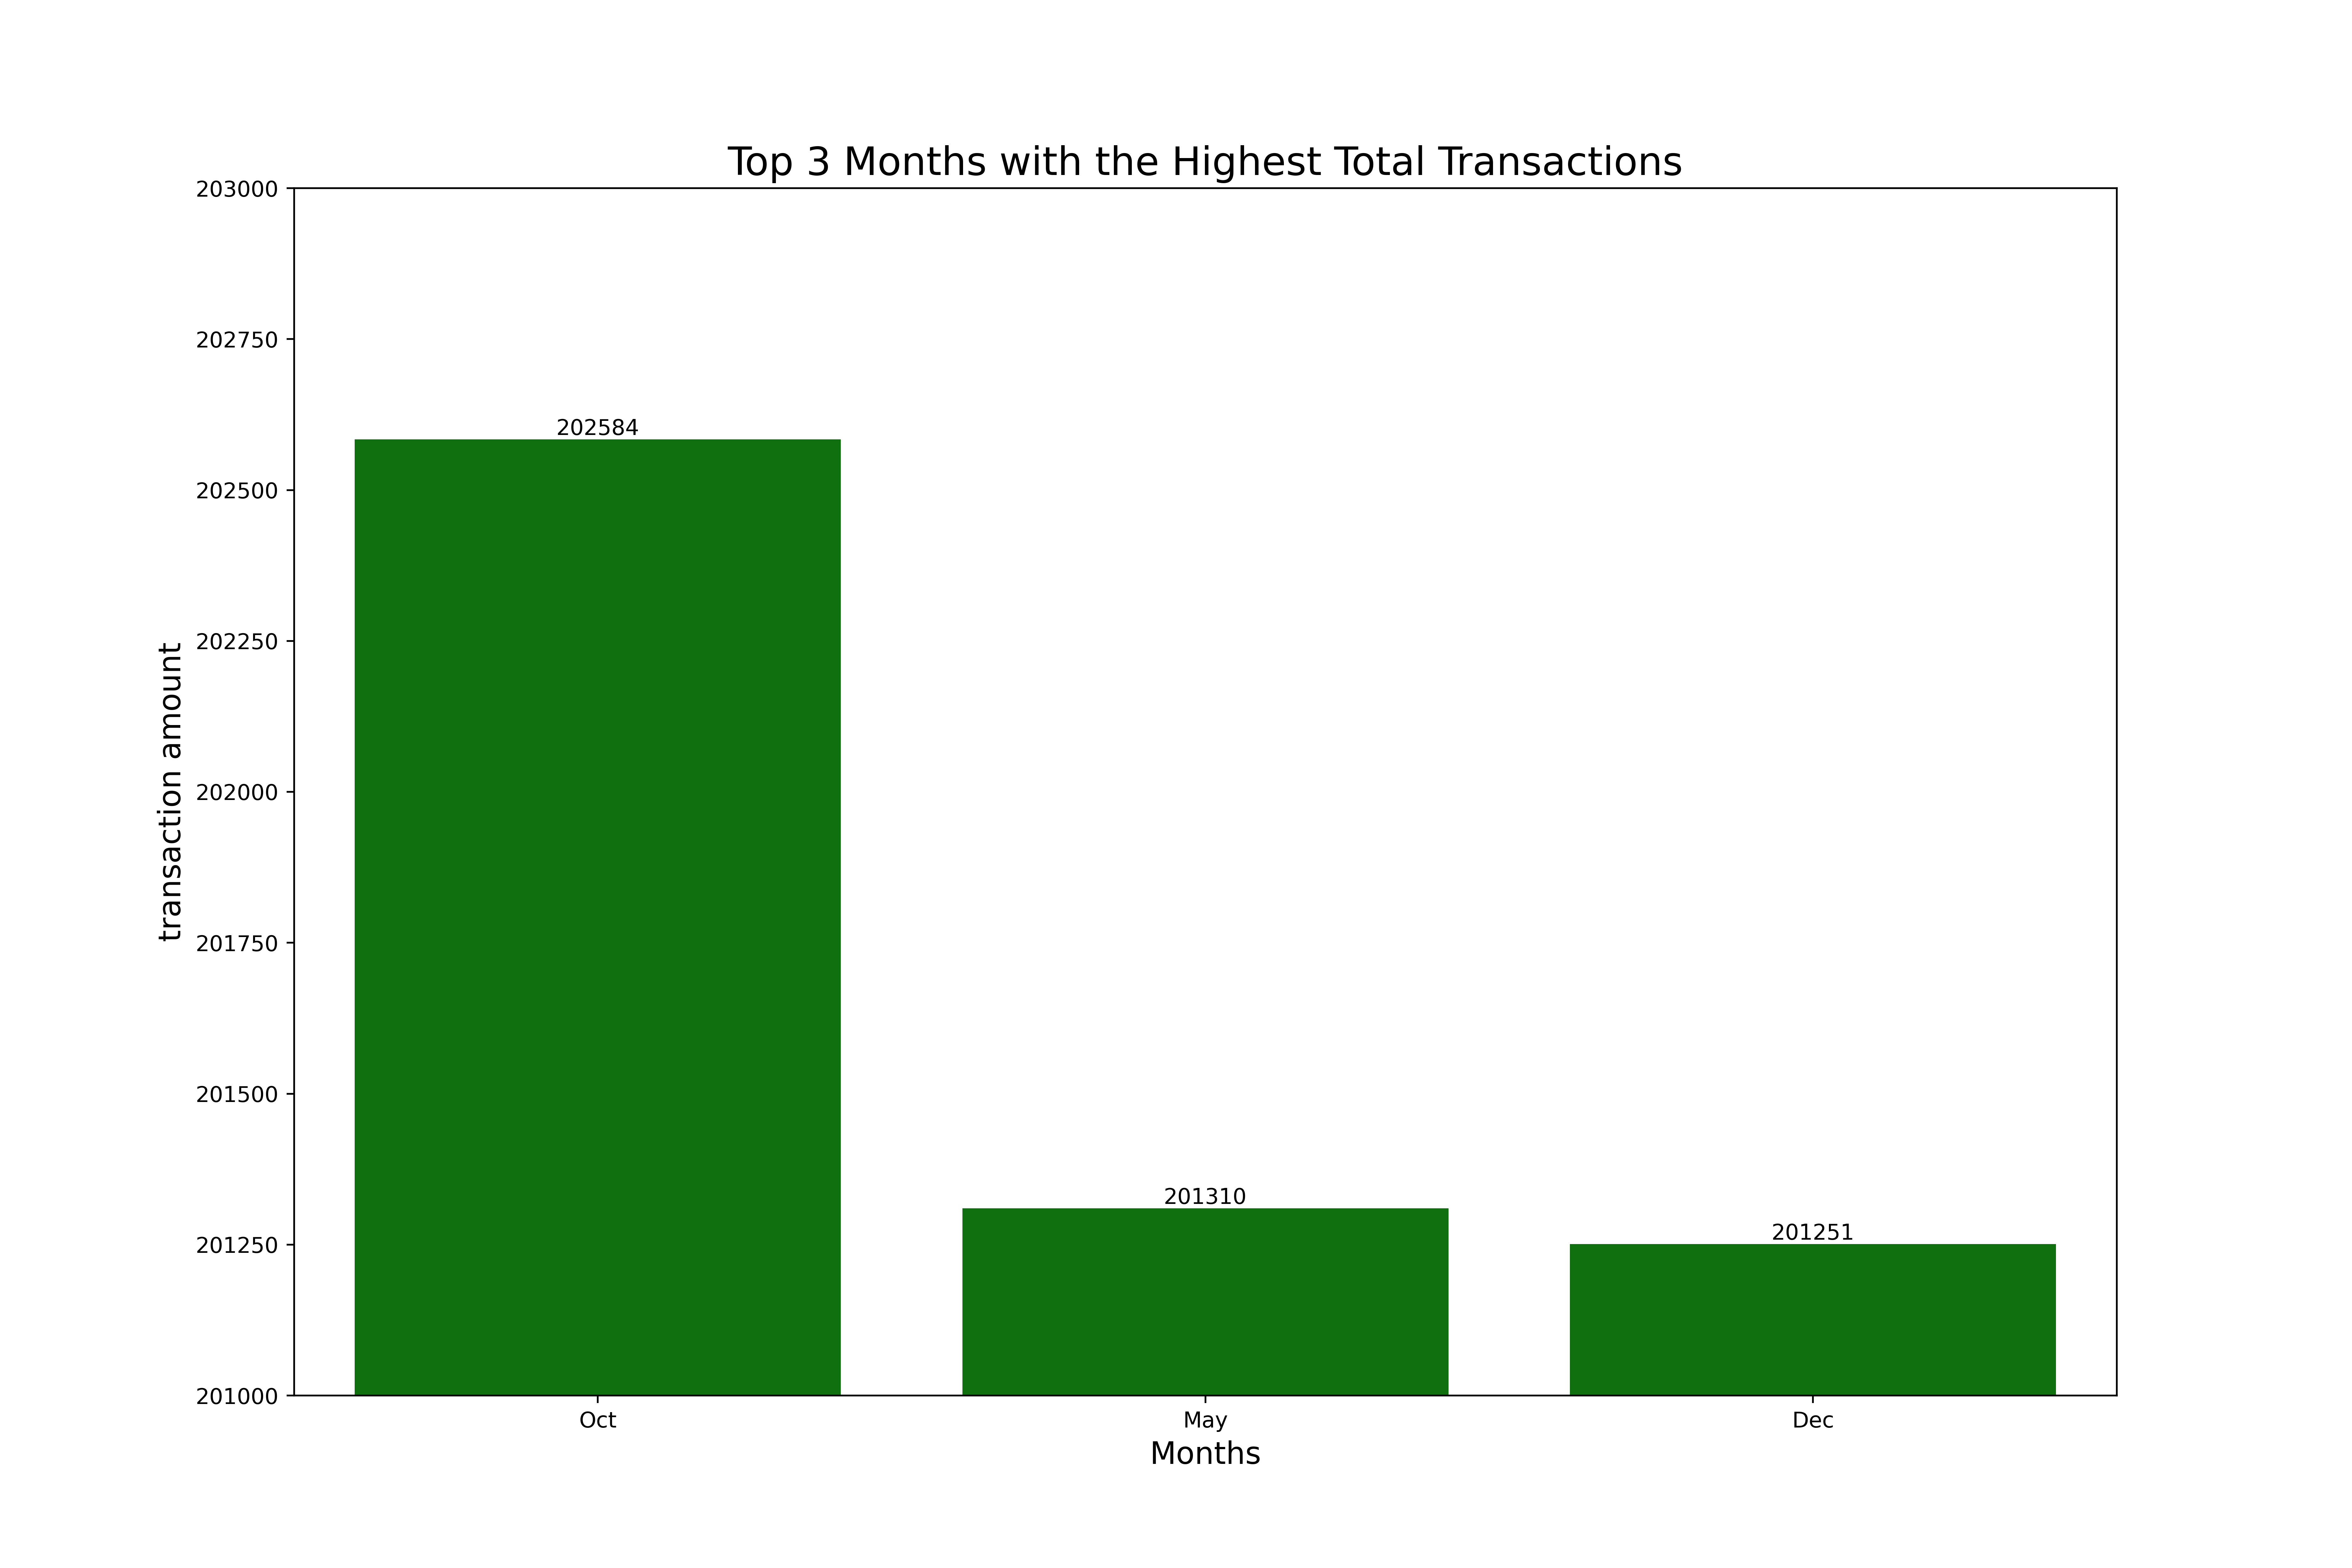 Top 3 Months with the Highest Total Transactions
203000
202750
202500
202250
202000
201750
201500
201250
201000
transaction amount
202584
201310
201251
Oct
May
Dec
Months